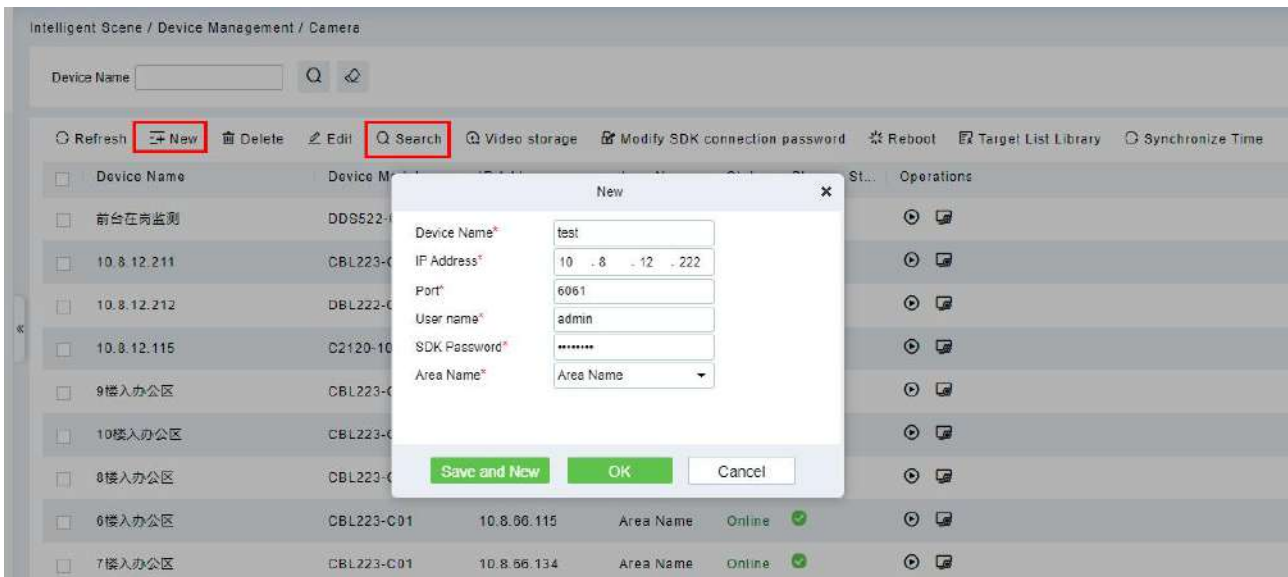 Intelligent Scene / Device Management / Camera
Device Name
Refresh New Delete Edit Search Video storage Modify SDK connection password Reboot Target List Library Synchronize Time
Device Name Device St... Operations
New
前台在岗监测 DDS522-
Device Name* test
IP Address* 10 . 8 . 12 . 222
10.8.12.211 CBL223-
Port* 6061
10.8.12.212 DBL222-
User name* admin
10.8.12.115 C2120-10
SDK Password* ••••••••
Area Name* Area Name
9楼入办公区 CBL223-
10楼入办公区 CBL223-
8楼入办公区 CBL223-
Save and New OK Cancel
6楼入办公区 CBL223-C01 10.8.66.115 Area Name Online
7楼入办公区 CBL223-C01 10.8.66.134 Area Name Online